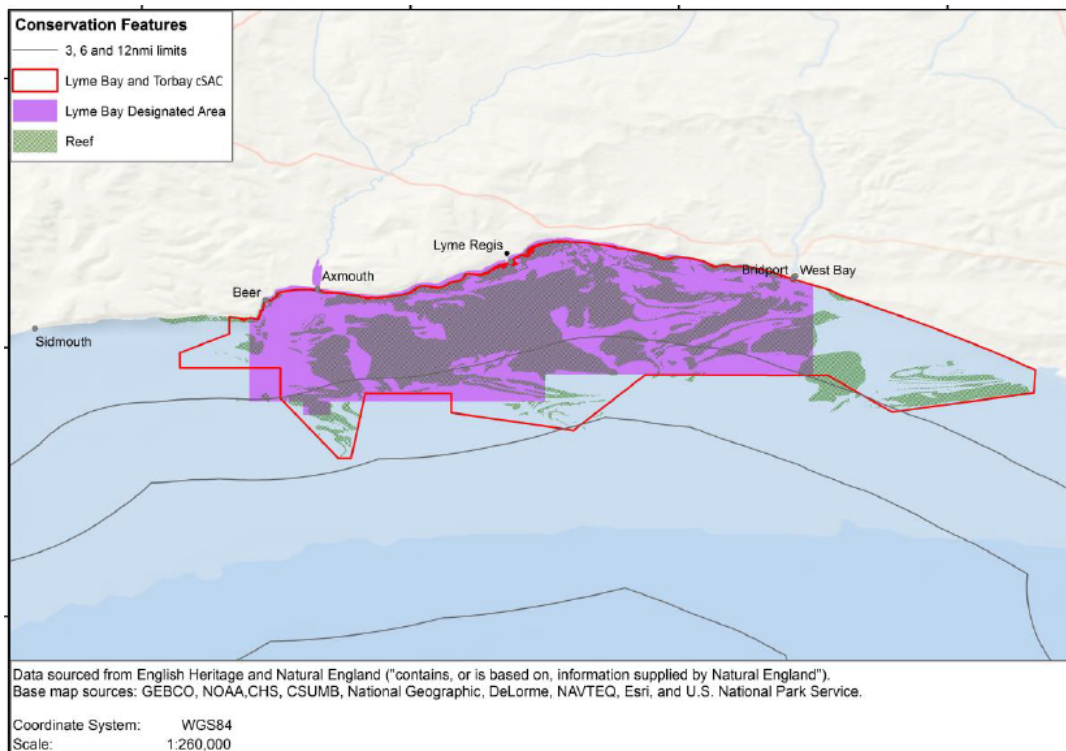 Conservation Features
3, 6 and 12nmi limits
Lyme Bay and Torbay cSAC
Lyme Bay Designated Area
Reef
Lyme Regis
Axmouth
Bridport
West Bay
Beer
Sidmouth
Data sourced from English Heritage and Natural England ("contains, or is based on, information supplied by Natural England").
Base map sources: GEBCO, NOAA,CHS, CSUMB, National Geographic, DeLorme, NAVTEQ, Esri, and U.S. National Park Service.
Coordinate System: WGS84
Scale: 1:260,000